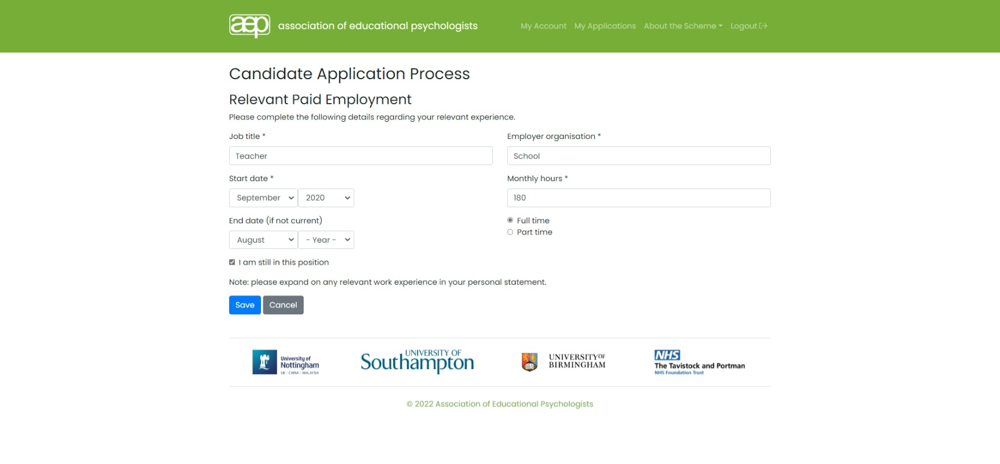 aep association of educational psychologists My Account My Applications About the Scheme Logout
Candidate Application Process
Relevant Paid Employment
Please complete the following details regarding your relevant experience.
Job title * Employer organisation *
Teacher School
Start date * Monthly hours *
September 2020 180
End date (if not current) Full time
August - Year - Part time
I am still in this position
Note: please expand on any relevant work experience in your personal statement.
Save Cancel
University of
Nottingham
UK | CHINA | MALAYSIA
UNIVERSITY OF
Southampton
UNIVERSITY OF
BIRMINGHAM
NHS
The Tavistock and Portman
NHS Foundation Trust
© 2022 Association of Educational Psychologists